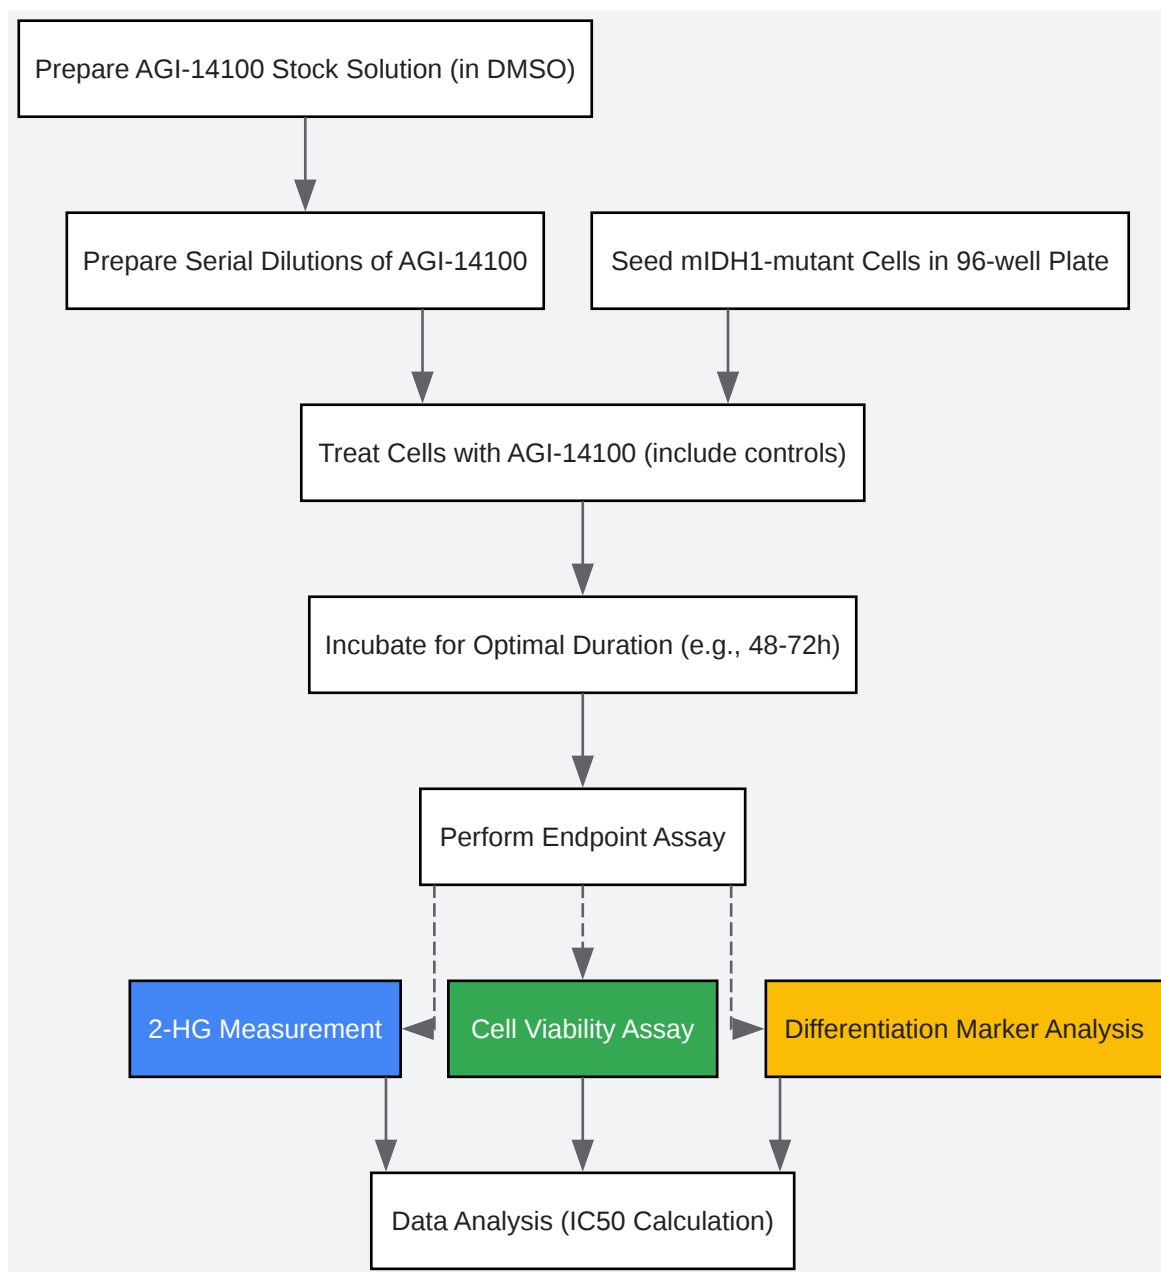 Prepare AGI-14100 Stock Solution (in DMSO)
Prepare Serial Dilutions of AGI-14100
Seed mIDH1-mutant Cells in 96-well Plate
Treat Cells with AGI-14100 (include controls)
Incubate for Optimal Duration (e.g., 48-72h)
Perform Endpoint Assay
2-HG Measurement
Cell Viability Assay
Differentiation Marker Analysis
Data Analysis (IC50 Calculation)